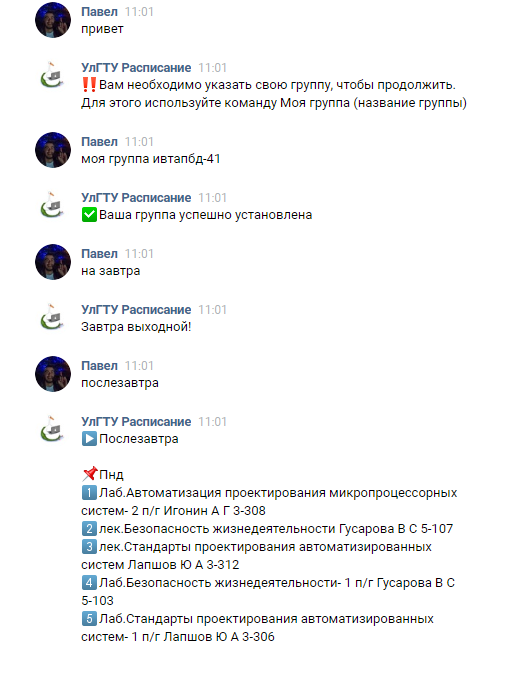 Павел 11:01
привет
УлГТУ Расписание 11:01
‼️Вам необходимо указать свою группу, чтобы продолжить.
Для этого используйте команду Моя группа (название группы)
Павел 11:01
моя группа ивтапбд-41
УлГТУ Расписание 11:01
✅Ваша группа успешно установлена
Павел 11:01
на завтра
УлГТУ Расписание 11:01
Завтра выходной!
Павел 11:01
послезавтра
УлГТУ Расписание 11:01
▶️Послезавтра
📌Пнд
1️⃣Лаб.Автоматизация проектирования микропроцессорных
систем- 2 п/г Игонин А Г 3-308
2️⃣лек.Безопасность жизнедеятельности Гусарова В С 5-107
3️⃣лек.Стандарты проектирования автоматизированных
систем Лапшов Ю А 3-312
4️⃣Лаб.Безопасность жизнедеятельности- 1 п/г Гусарова В С
5-103
5️⃣Лаб.Стандарты проектирования автоматизированных
систем- 1 п/г Лапшов Ю А 3-306